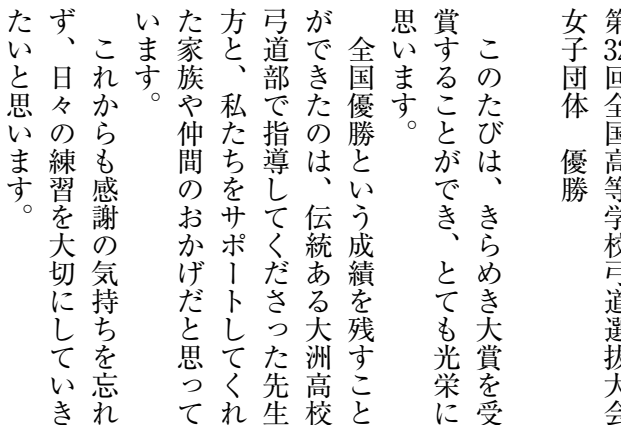 第32回全国高等学校弓道選抜大会
女子団体　優勝
　このたびは、きらめき大賞を受
賞することができ、とても光栄に
思います。
　全国優勝という成績を残すこと
ができたのは、伝統ある大洲高校
弓道部で指導してくださった先生
方と、私たちをサポートしてくれ
た家族や仲間のおかげだと思って
います。
　これからも感謝の気持ちを忘れ
ず、日々の練習を大切にしていき
たいと思います。